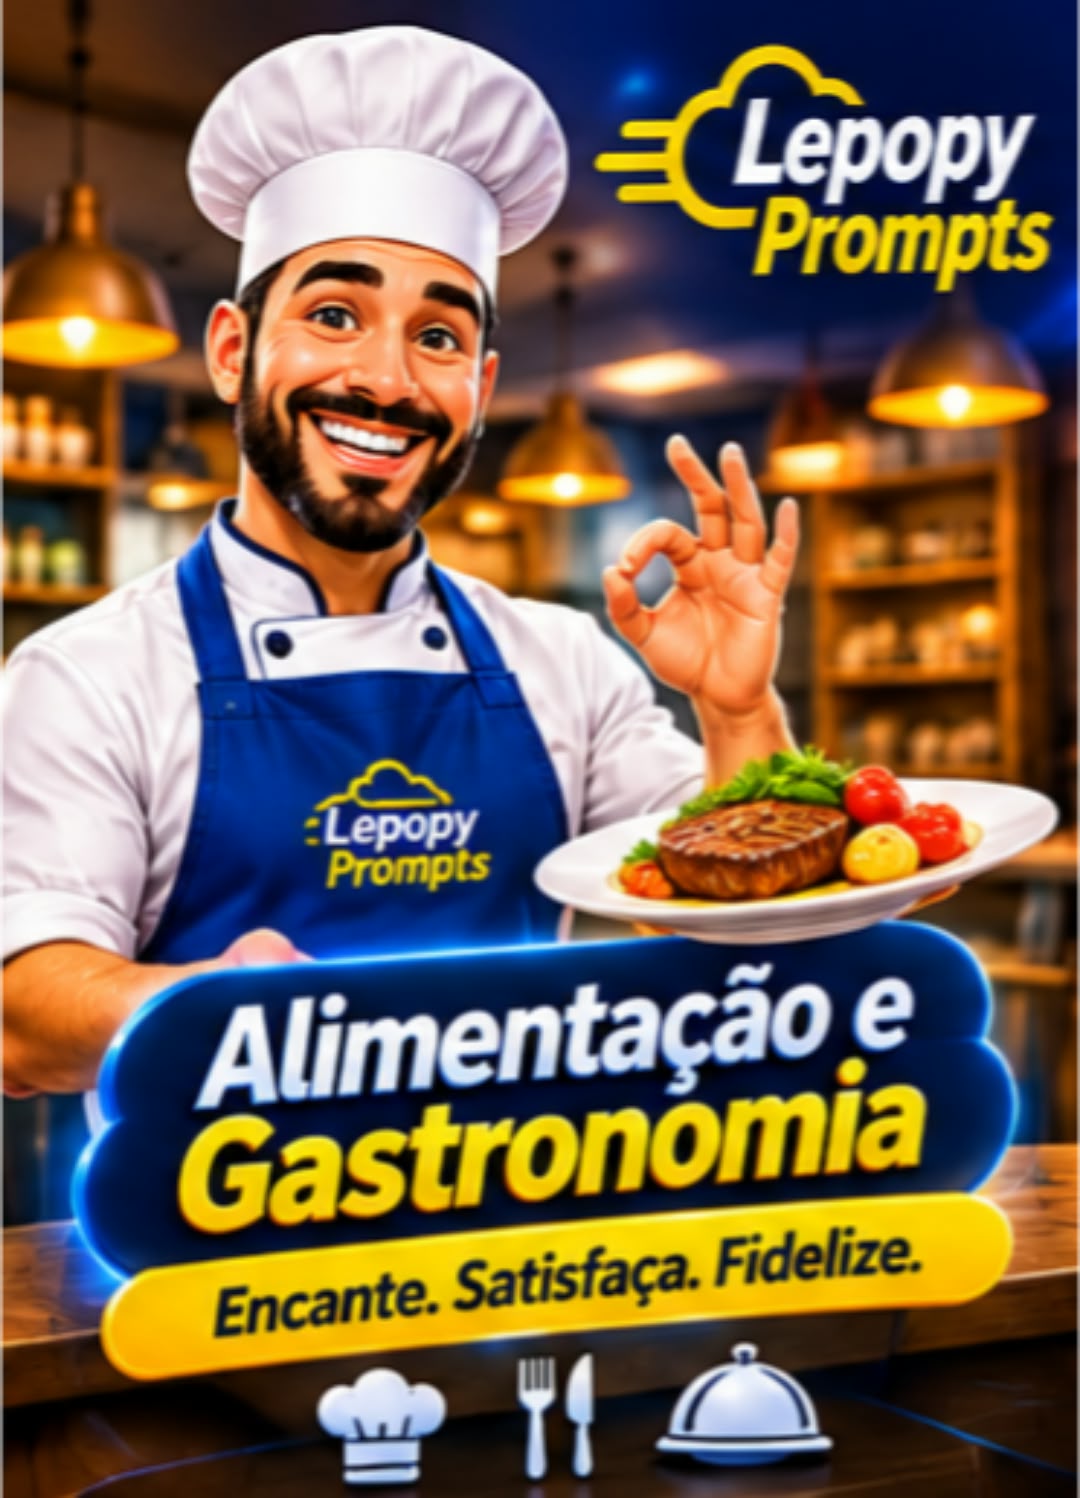 Lepopy
Prompts
Lepopy
Prompts
Alimentação e
Gastronomia
Encante. Satisfaça. Fidelize.